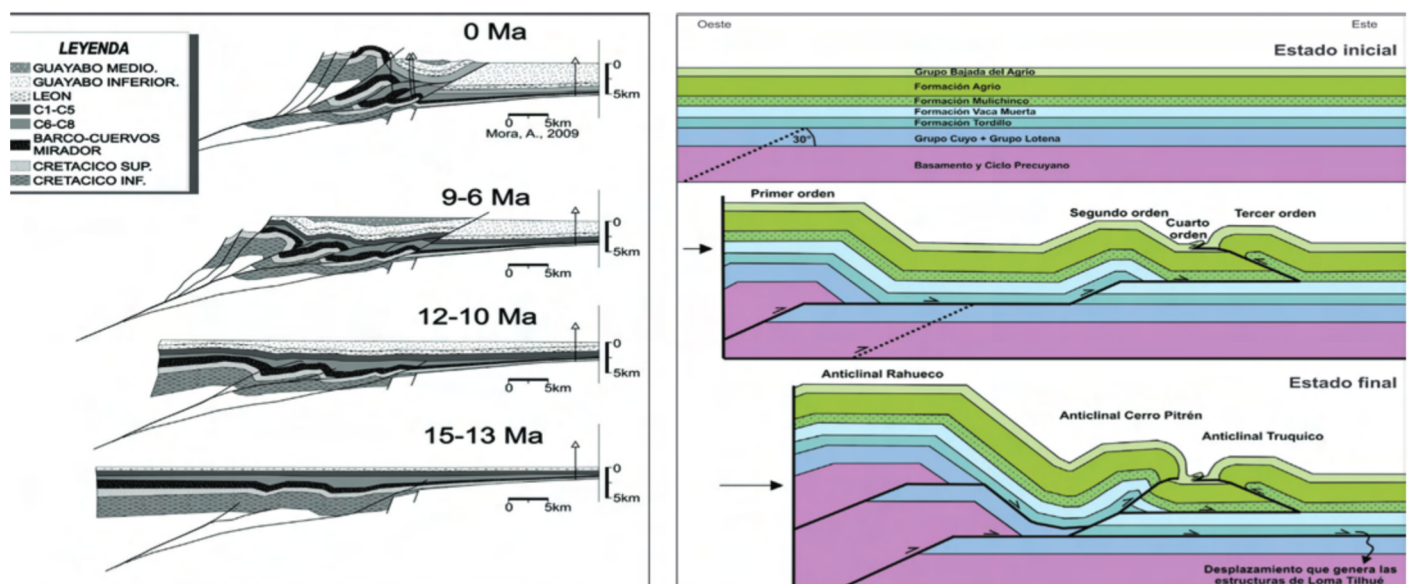 0 Ma
LEYENDA
GUAYABO MEDIO.
GUAYABO INFERIOR.
LEON
C1-C5
C6-C8
BARCO-CUERVOS
MIRADOR
CRETACICO SUP.
CRETACICO INF.
0
5km
0 5km
Mora, A., 2009
9-6 Ma
0
5km
0 5km
12-10 Ma
0
5km
0 5km
15-13 Ma
0
5km
0 5km
Oeste Este
Estado inicial
Grupo Bajada del Agrio
Formación Agrio
Formación Mulichinco
Formación Vaca Muerta
Formación Tordillo
30° Grupo Cuyo + Grupo Lotena
Basamento y Ciclo Precuyano
Primer orden
Segundo orden
Cuarto
orden
Tercer orden
Estado final
Anticlinal Rahueco
Anticlinal Cerro Pitrén
Anticlinal Truquico
Desplazamiento que genera las
estructuras de Loma Tilhué